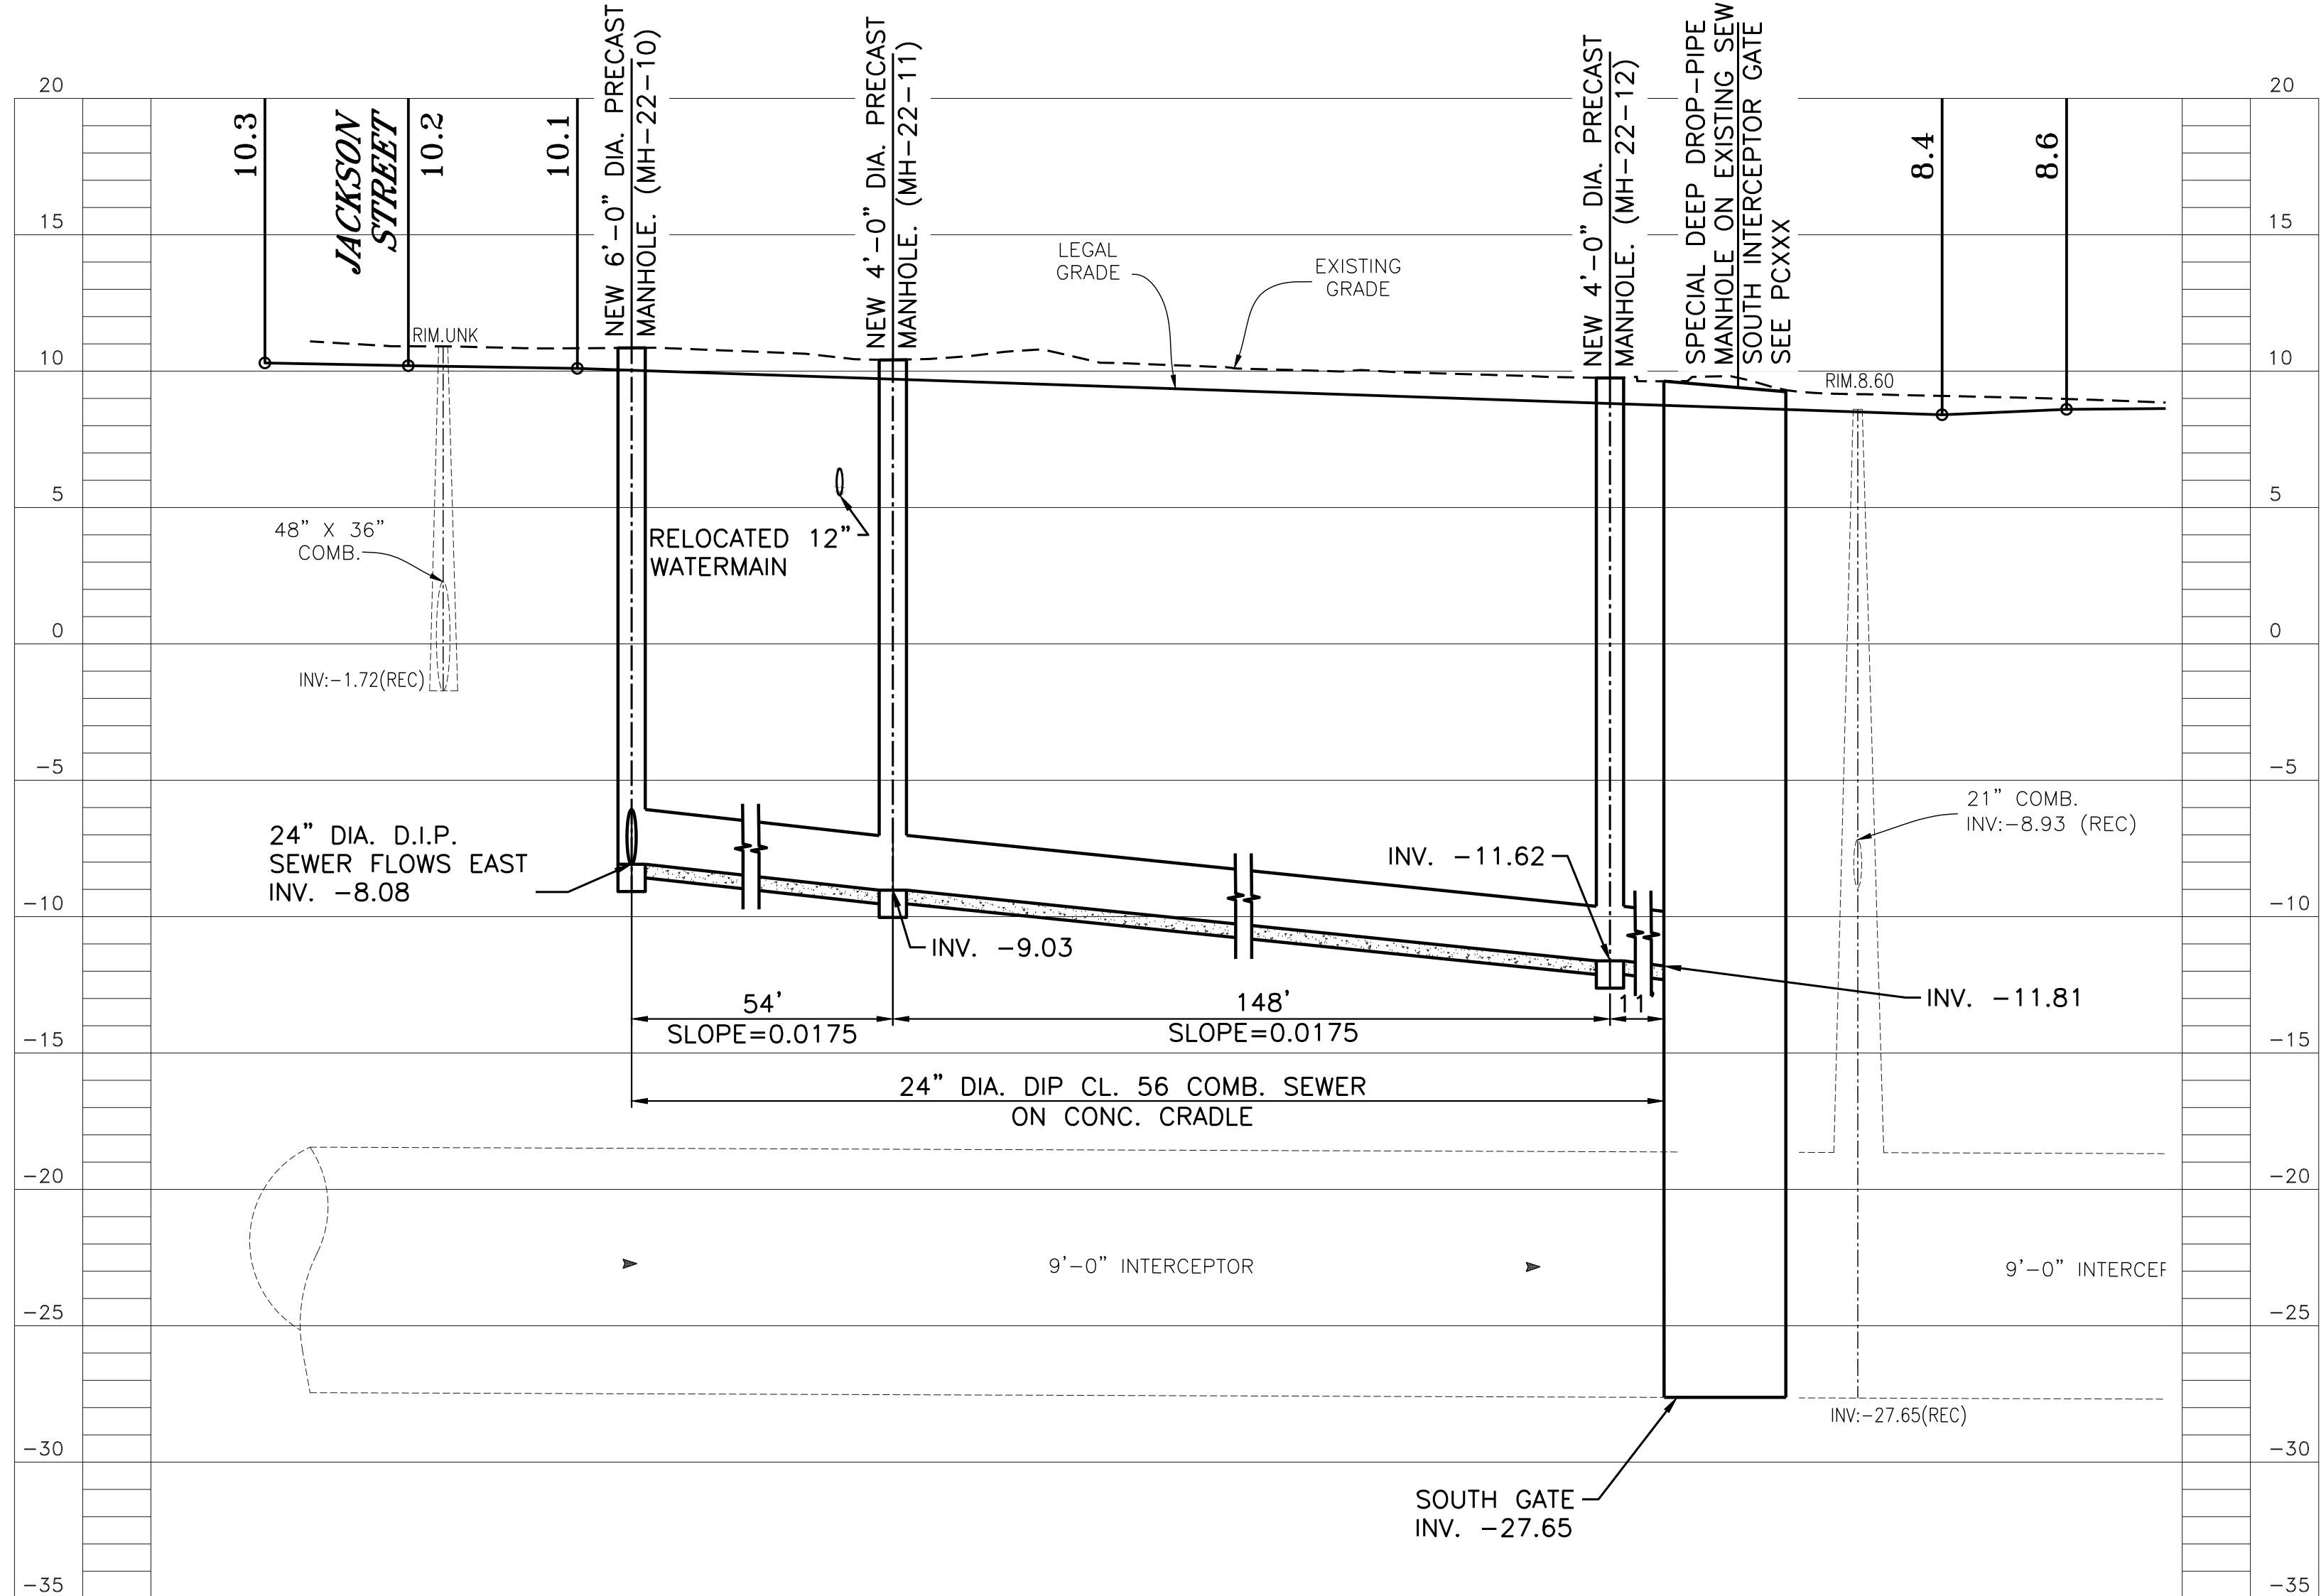 20
15
10
5
0
-5
-10
-15
-20
-25
-30
-35
10.3
JACKSON
STREET
10.2
10.1
NEW 6'-0" DIA. PRECAST
MANHOLE. (MH-22-10)
NEW 4'-0" DIA. PRECAST
MANHOLE. (MH-22-11)
NEW 4'-0" DIA. PRECAST
MANHOLE. (MH-22-12)
SPECIAL DEEP DROP-PIPE
MANHOLE ON EXISTING SEW
SOUTH INTERCEPTOR GATE
SEE PCXXX
8.4
8.6
RIM.UNK
LEGAL
GRADE
EXISTING
GRADE
RIM.8.60
48" X 36"
COMB.
INV:-1.72(REC)
RELOCATED 12"
WATERMAIN
24" DIA. D.I.P.
SEWER FLOWS EAST
INV. -8.08
INV. -9.03
INV. -11.62
21" COMB.
INV:-8.93 (REC)
INV. -11.81
54'
SLOPE=0.0175
148'
SLOPE=0.0175
11'
24" DIA. DIP CL. 56 COMB. SEWER
ON CONC. CRADLE
9'-0" INTERCEPTOR
9'-0" INTERCEP
INV:-27.65(REC)
SOUTH GATE
INV. -27.65
20
15
10
5
0
-5
-10
-15
-20
-25
-30
-35